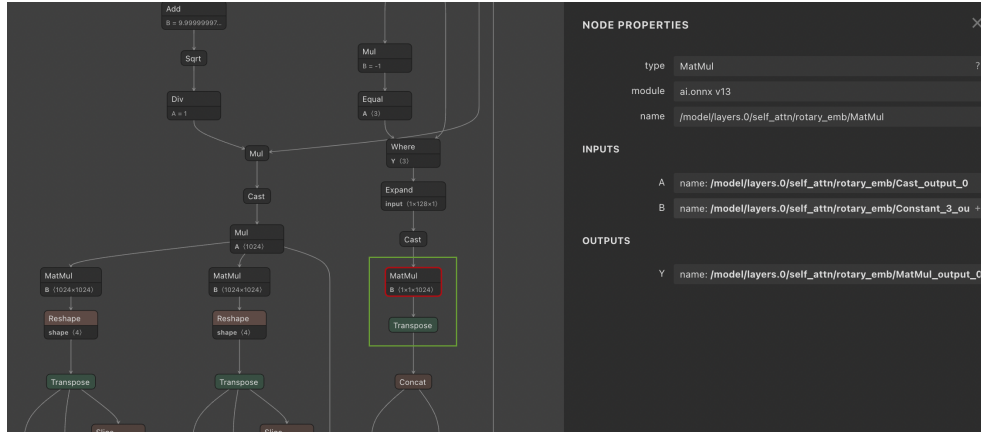 Add
B = 9.99999997...
Sqrt
Div
A = 1
Mul
B = -1
Equal
A ⟨3⟩
Mul
Where
Y ⟨3⟩
Cast
Expand
input ⟨1×128×1⟩
Mul
A ⟨1024⟩
Cast
MatMul
B ⟨1024×1024⟩
MatMul
B ⟨1024×1024⟩
MatMul
B ⟨1×1×1024⟩
Reshape
shape ⟨4⟩
Reshape
shape ⟨4⟩
Transpose
Transpose
Transpose
Concat
Slice
Slice
NODE PROPERTIES
×
type MatMul ?
module ai.onnx v13
name /model/layers.0/self_attn/rotary_emb/MatMul
INPUTS
A name: /model/layers.0/self_attn/rotary_emb/Cast_output_0
B name: /model/layers.0/self_attn/rotary_emb/Constant_3_ou +
OUTPUTS
Y name: /model/layers.0/self_attn/rotary_emb/MatMul_output_0